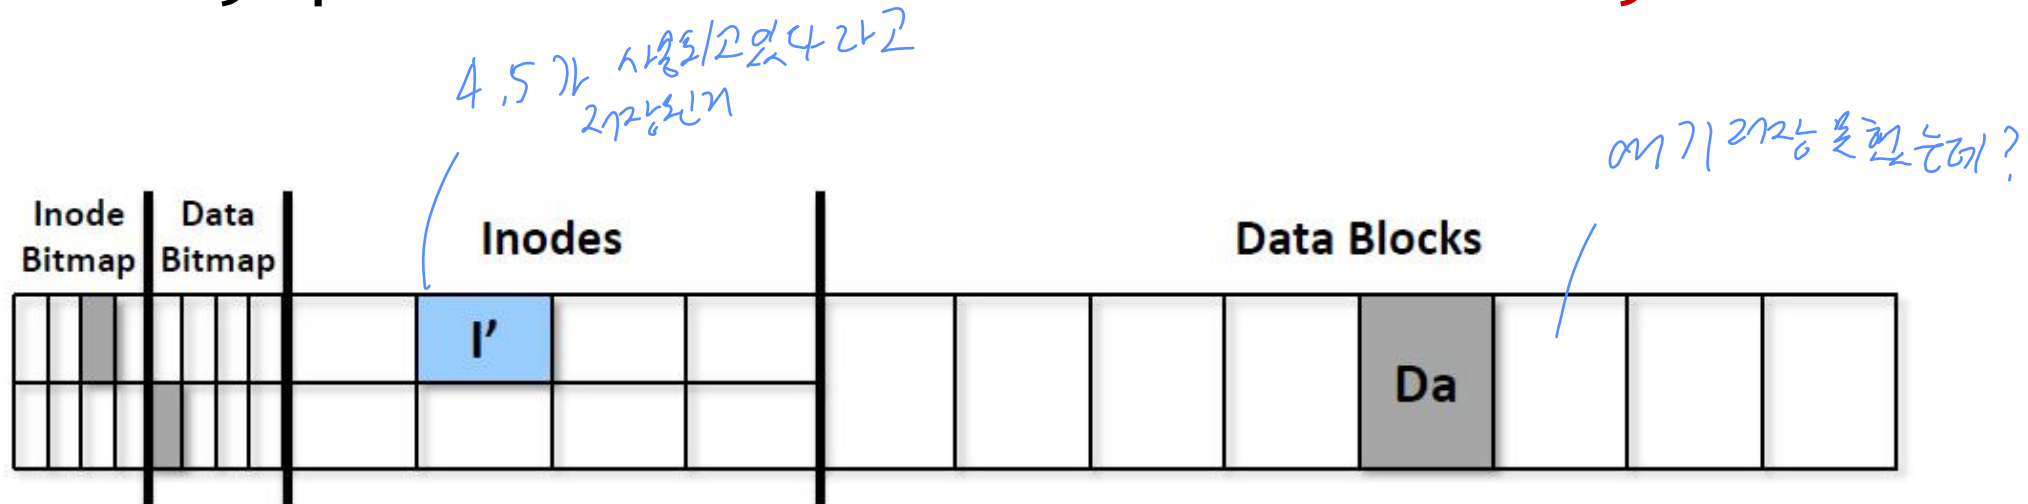 4.5가 사용되고있다라고
저장된거
여기 저장 못했는데?
Inode
Bitmap
Data
Bitmap
Inodes
Data Blocks
I’
Da